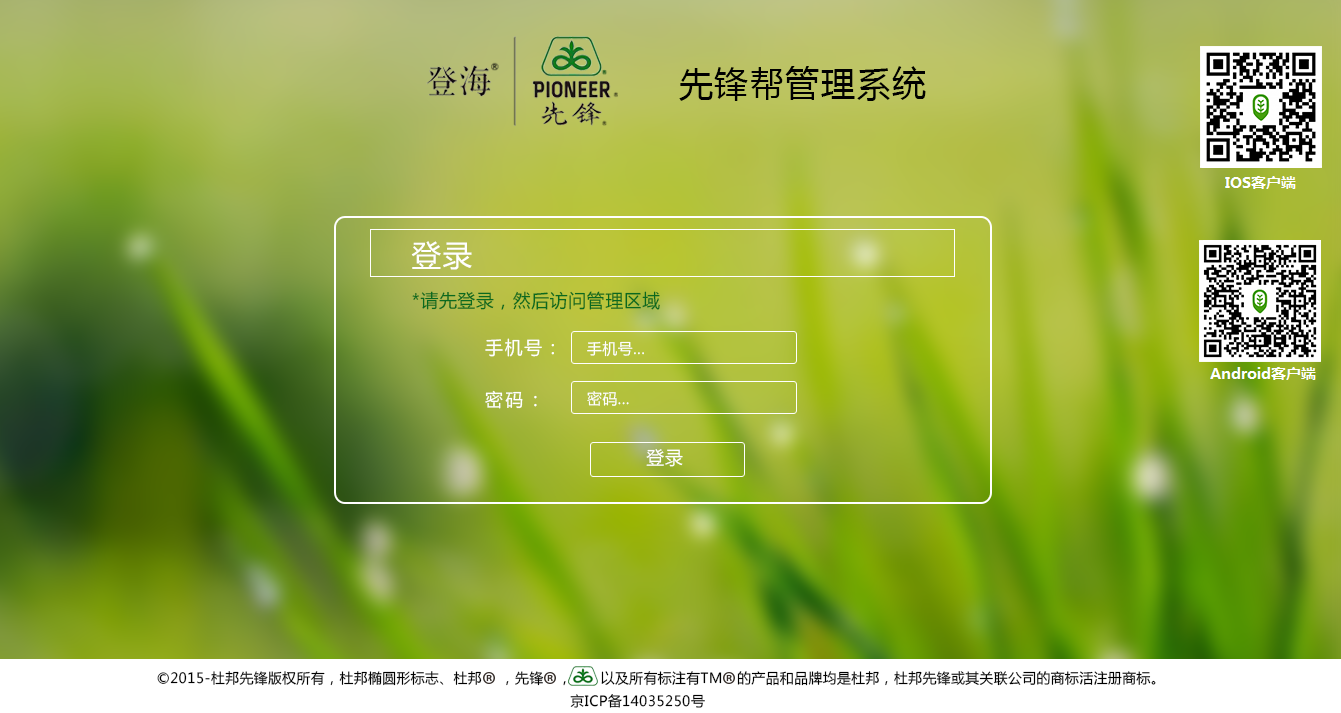 登海®
PIONEER®
先锋®
先锋帮管理系统
IOS客户端
登录
*请先登录，然后访问管理区域
手机号： 手机号...
密码： 密码...
登录
Android客户端
©2015-杜邦先锋版权所有，杜邦椭圆形标志、杜邦® ，先锋®，以及所有标注有TM®的产品和品牌均是杜邦，杜邦先锋或其关联公司的商标活注册商标。
京ICP备14035250号